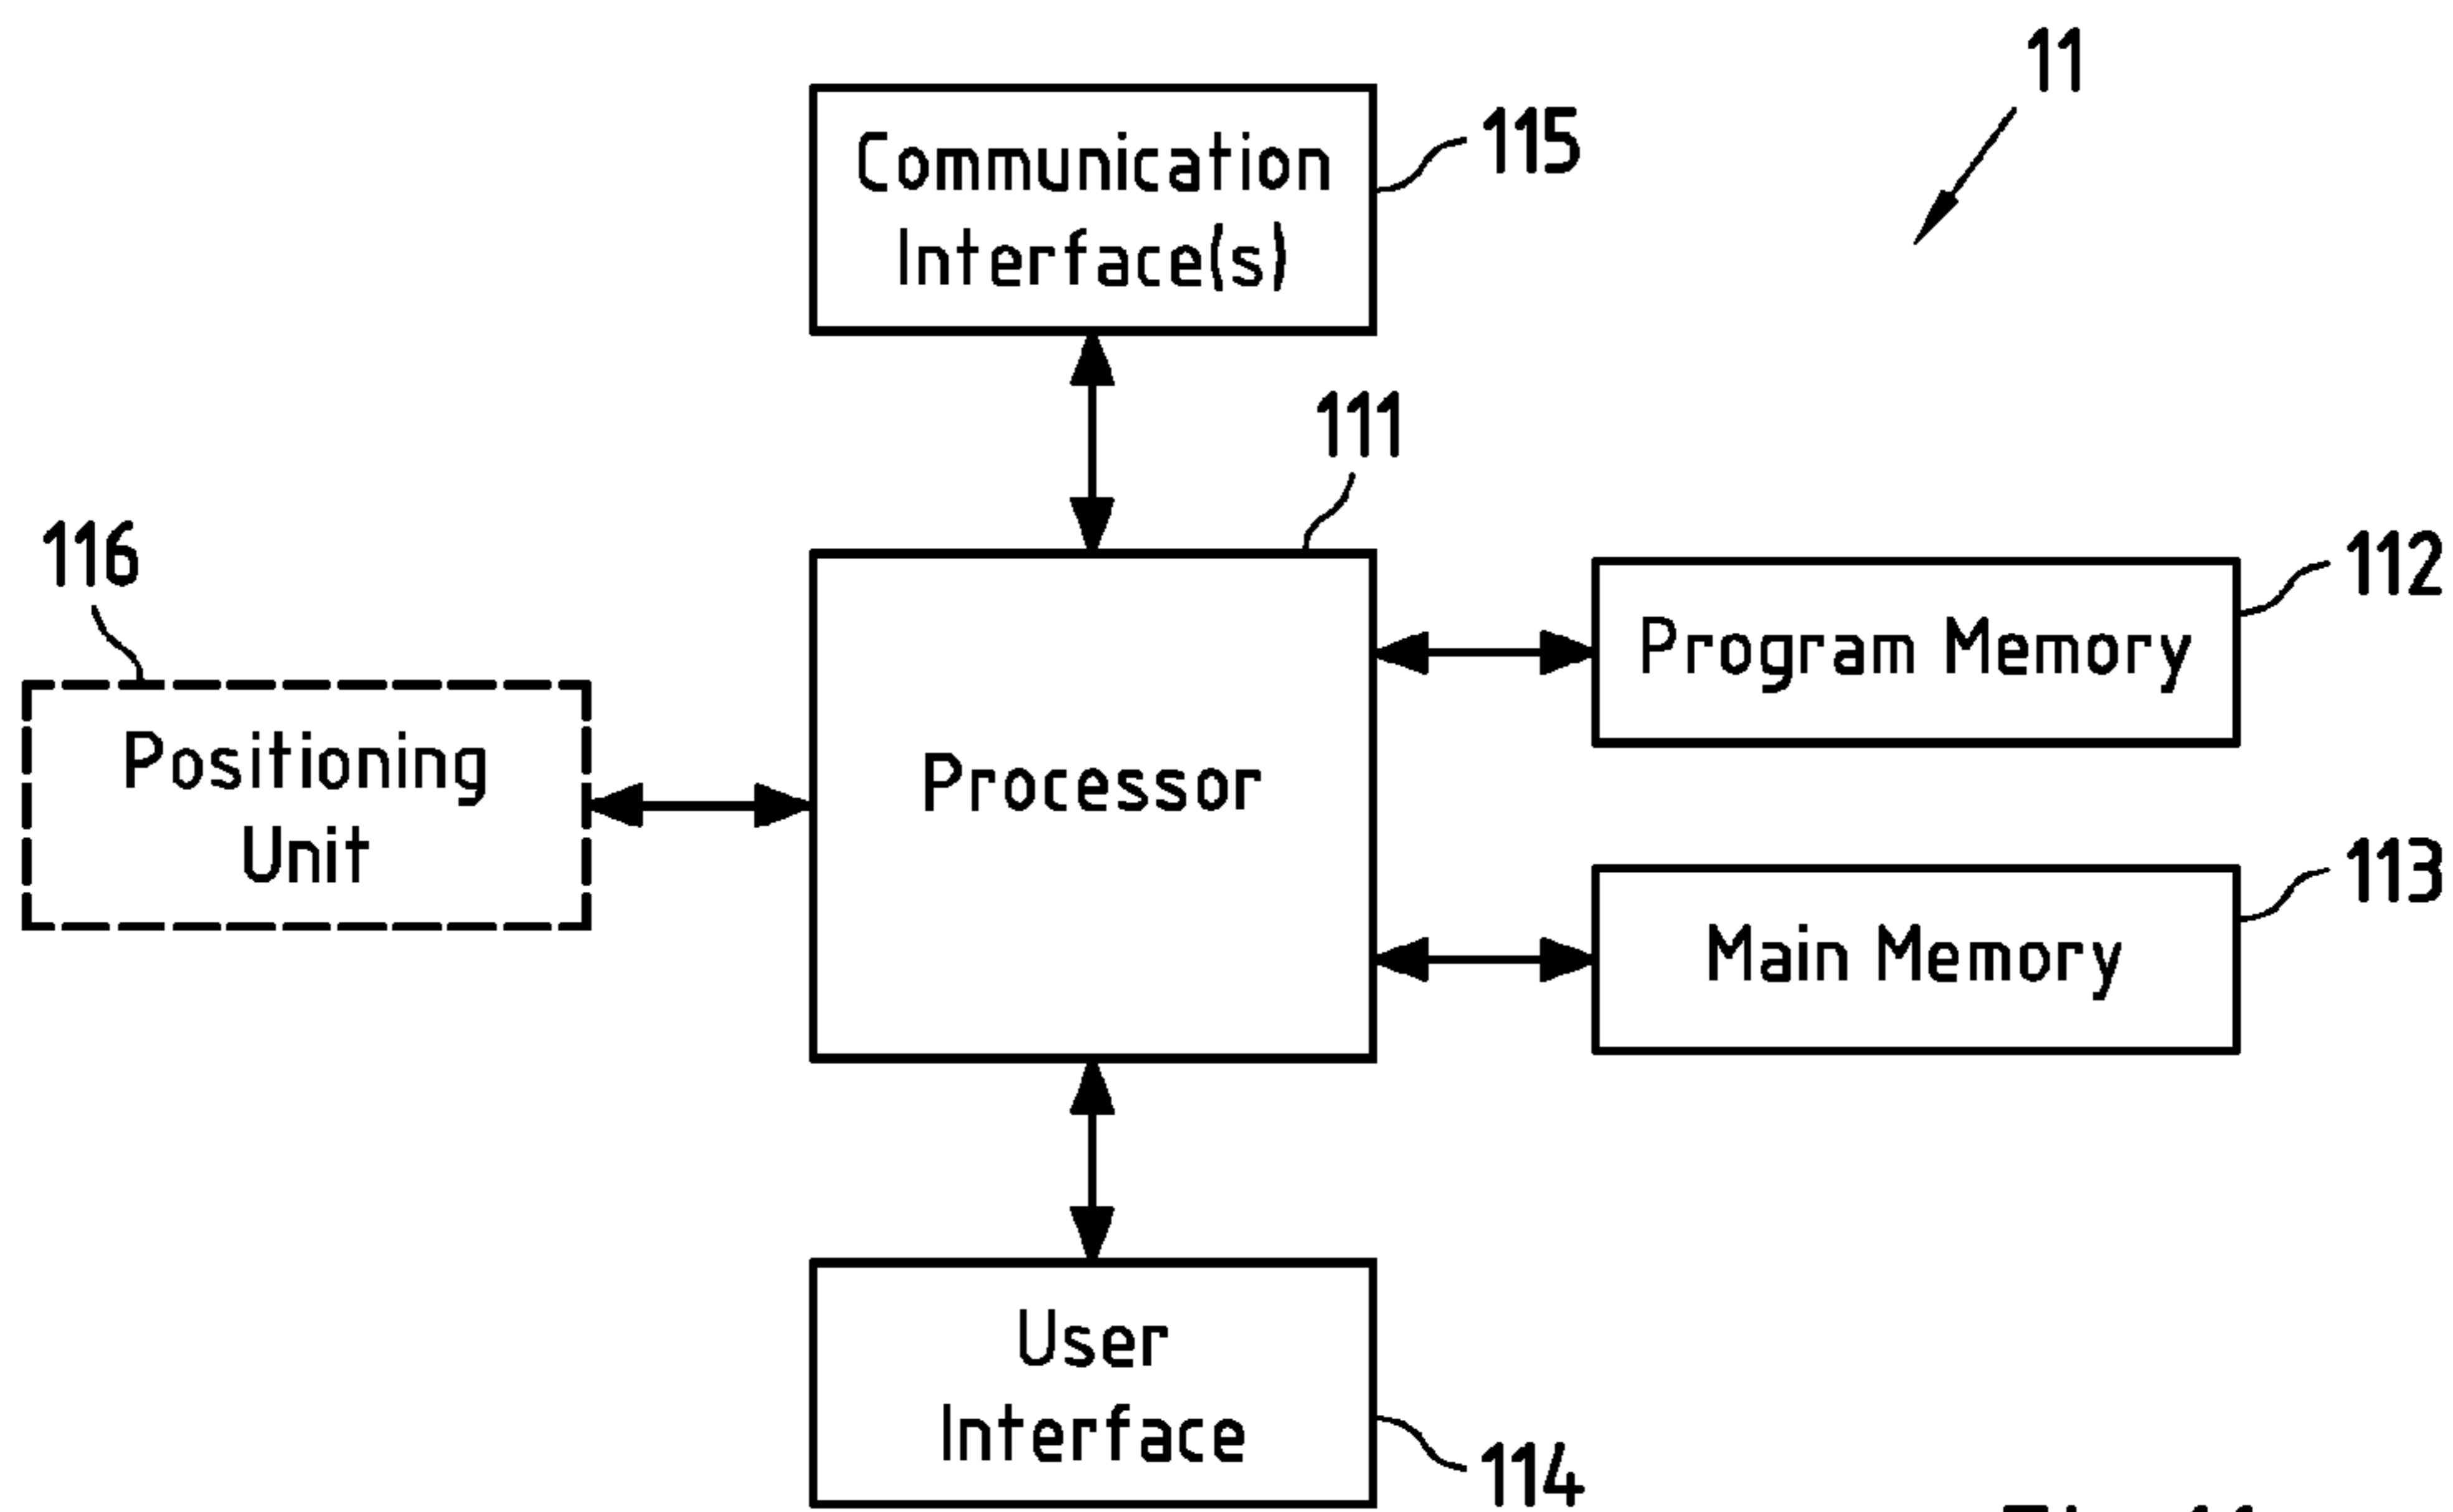 11
Communication
Interface(s)
115
111
116
112
Program Memory
Positioning
Unit
Processor
113
Main Memory
User
Interface
114